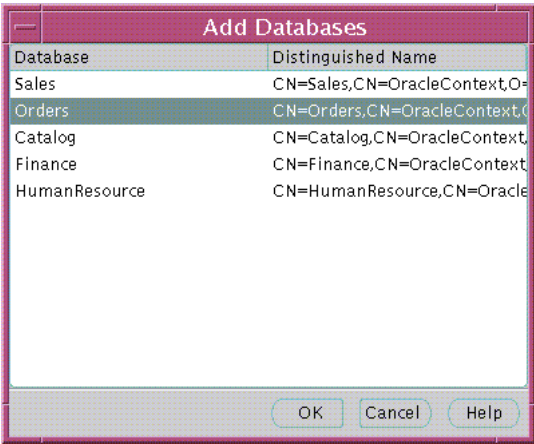 Add Databases
Database Distinguished Name
Sales CN=Sales,CN=OracleContext,O=
Orders CN=Orders,CN=OracleContext,
Catalog CN=Catalog,CN=OracleContext,
Finance CN=Finance,CN=OracleContext
HumanResource CN=HumanResource,CN=Oracle
OK Cancel Help